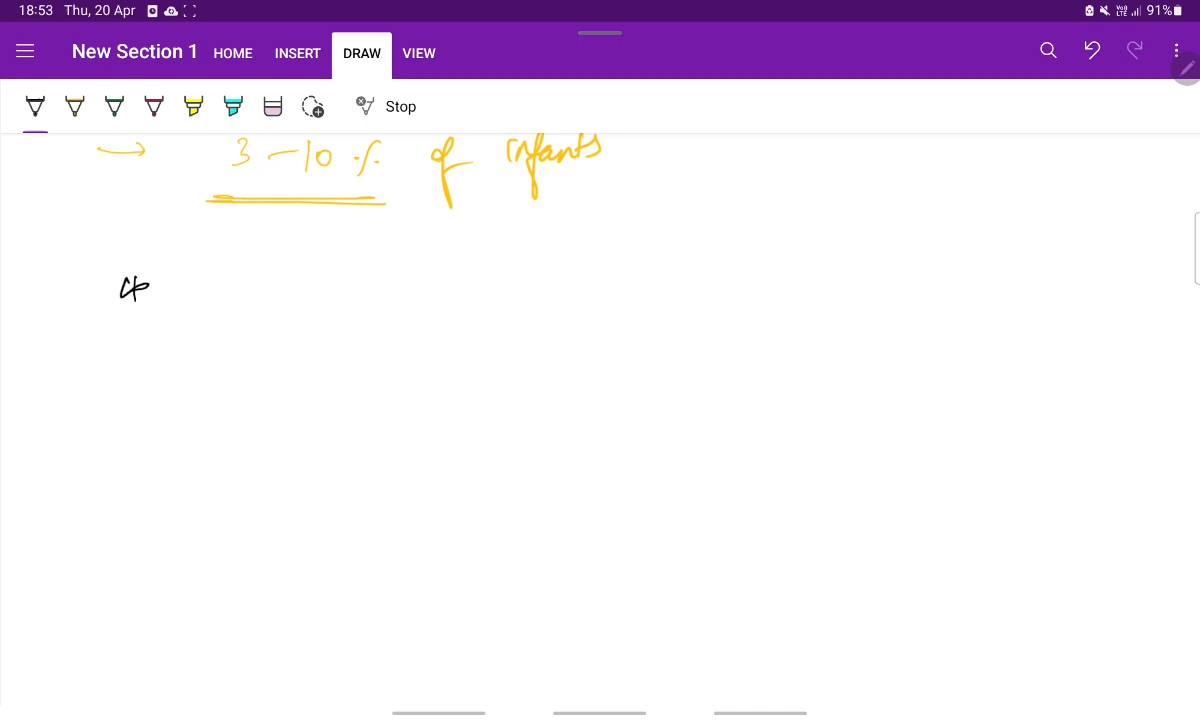 18:53 Thu, 20 Apr 91%
New Section 1 HOME INSERT DRAW VIEW
Stop
→ 3-10 % of infants